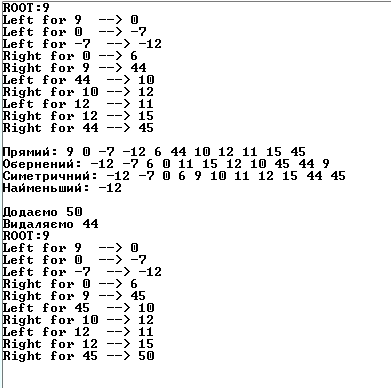 ROOT:9
Left for 9  --> 0
Left for 0  --> -7
Left for -7  --> -12
Right for 0 --> 6
Right for 9 --> 44
Left for 44  --> 10
Right for 10 --> 12
Left for 12  --> 11
Right for 12 --> 15
Right for 44 --> 45
Прямий: 9 0 -7 -12 6 44 10 12 11 15 45
Обернений: -12 -7 6 0 11 15 12 10 45 44 9
Симетричний: -12 -7 0 6 9 10 11 12 15 44 45
Найменьший: -12
Додаємо 50
Видаляємо 44
ROOT:9
Left for 9  --> 0
Left for 0  --> -7
Left for -7  --> -12
Right for 0 --> 6
Right for 9 --> 45
Left for 45  --> 10
Right for 10 --> 12
Left for 12  --> 11
Right for 12 --> 15
Right for 45 --> 50